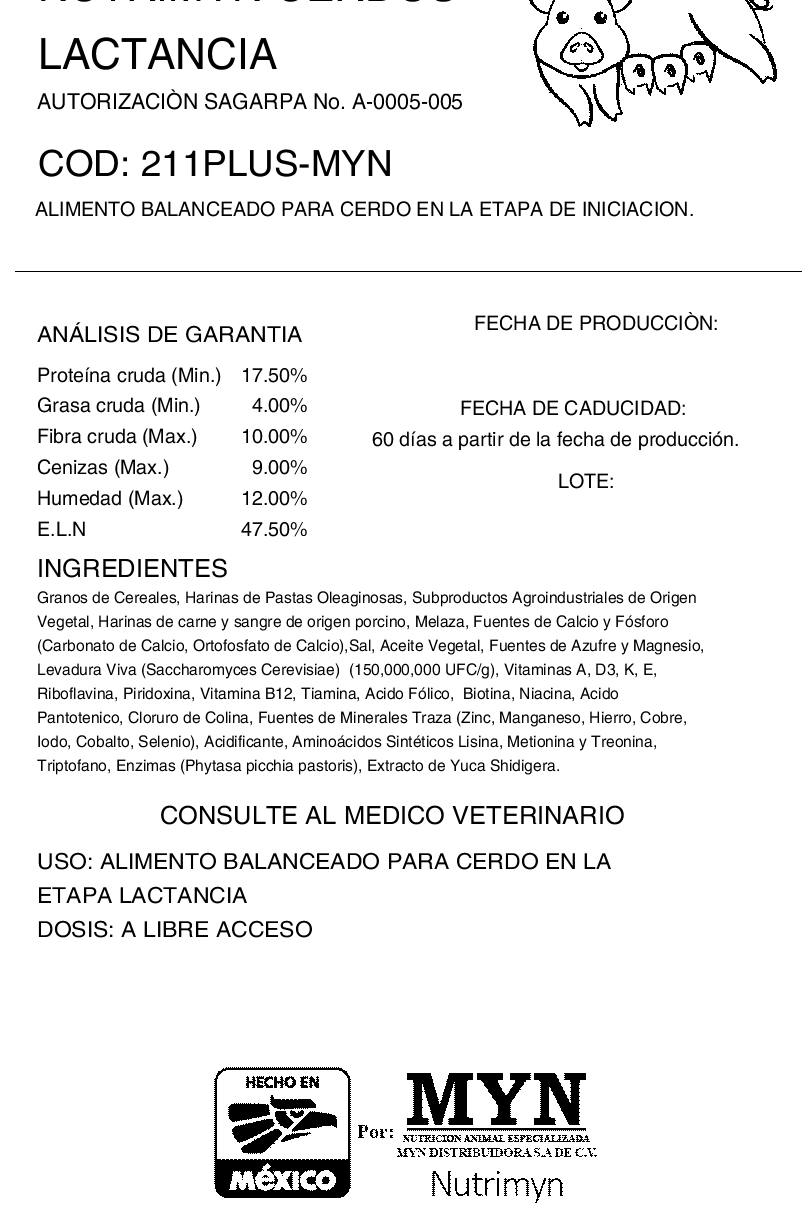 LACTANCIA
AUTORIZACIÒN SAGARPA No. A-0005-005
COD: 211PLUS-MYN
ALIMENTO BALANCEADO PARA CERDO EN LA ETAPA DE INICIACION.
ANÁLISIS DE GARANTIA
FECHA DE PRODUCCIÒN:
Proteína cruda (Min.) 17.50%
Grasa cruda (Min.) 4.00%
Fibra cruda (Max.) 10.00%
Cenizas (Max.) 9.00%
Humedad (Max.) 12.00%
E.L.N 47.50%
FECHA DE CADUCIDAD:
60 días a partir de la fecha de producción.
LOTE:
INGREDIENTES
Granos de Cereales, Harinas de Pastas Oleaginosas, Subproductos Agroindustriales de Origen
Vegetal, Harinas de carne y sangre de origen porcino, Melaza, Fuentes de Calcio y Fósforo
(Carbonato de Calcio, Ortofosfato de Calcio),Sal, Aceite Vegetal, Fuentes de Azufre y Magnesio,
Levadura Viva (Saccharomyces Cerevisiae) (150,000,000 UFC/g), Vitaminas A, D3, K, E,
Riboflavina, Piridoxina, Vitamina B12, Tiamina, Acido Fólico, Biotina, Niacina, Acido
Pantotenico, Cloruro de Colina, Fuentes de Minerales Traza (Zinc, Manganeso, Hierro, Cobre,
Iodo, Cobalto, Selenio), Acidificante, Aminoácidos Sintéticos Lisina, Metionina y Treonina,
Triptofano, Enzimas (Phytasa picchia pastoris), Extracto de Yuca Shidigera.
CONSULTE AL MEDICO VETERINARIO
USO: ALIMENTO BALANCEADO PARA CERDO EN LA
ETAPA LACTANCIA
DOSIS: A LIBRE ACCESO
HECHO EN
MéXICO
Por:
MYN
NUTRICION ANIMAL ESPECIALIZADA
MYN DISTRIBUIDORA S.A DE C.V.
Nutrimyn